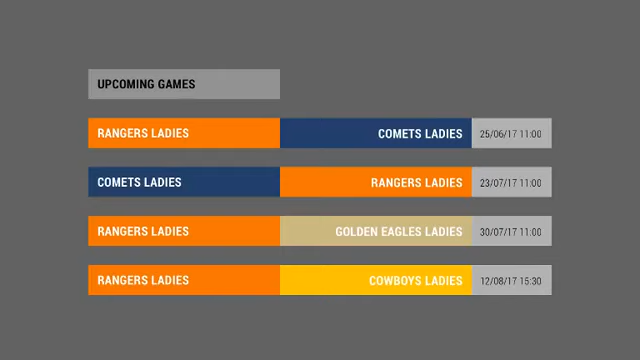 UPCOMING GAMES
RANGERS LADIES COMETS LADIES 25/06/17 11:00
COMETS LADIES RANGERS LADIES 23/07/17 11:00
RANGERS LADIES GOLDEN EAGLES LADIES 30/07/17 11:00
RANGERS LADIES COWBOYS LADIES 12/08/17 15:30